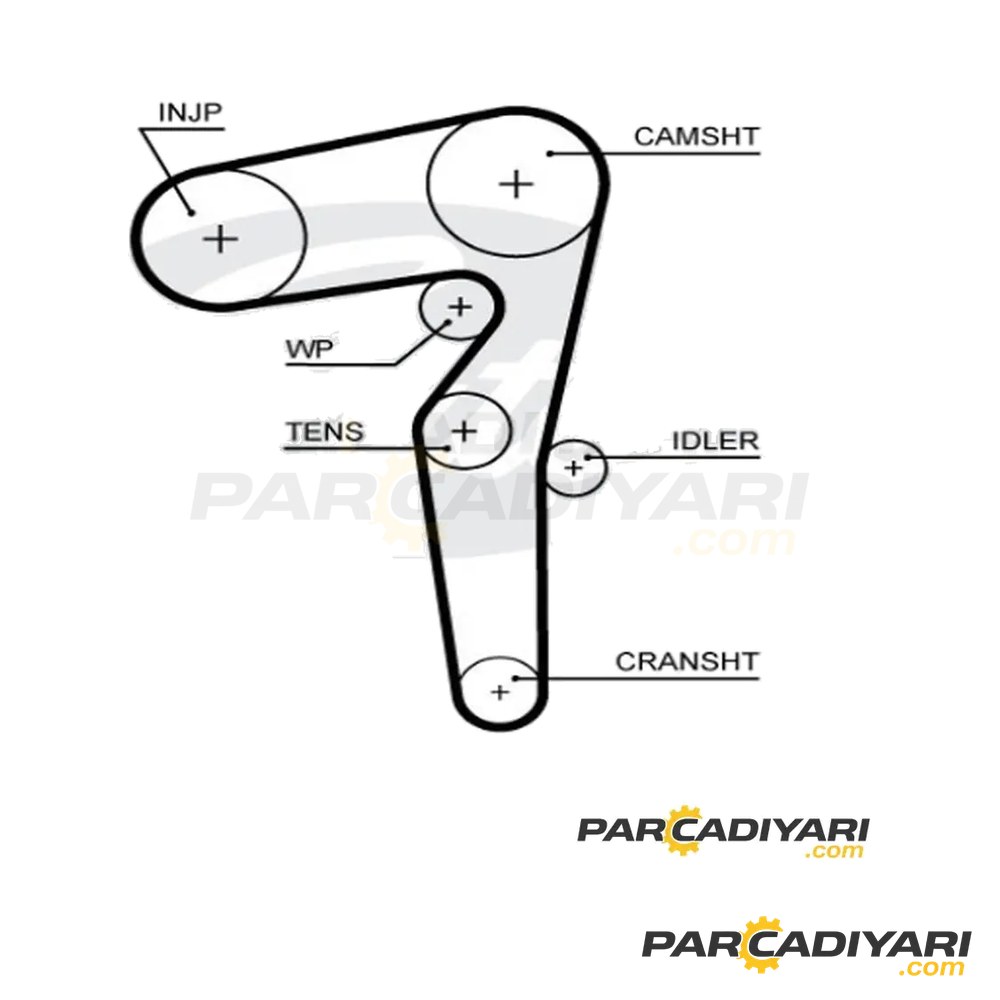 INJP
CAMSHT
WP
TENS
IDLER
PARCADIYARI
.com
CRANSHT
PARCADIYARI
.com
PARCADIYARI
.com